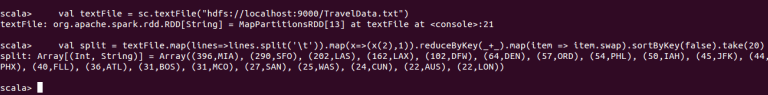 scala>     val textFile = sc.textFile("hdfs://localhost:9000/TravelData.txt")
textFile: org.apache.spark.rdd.RDD[String] = MapPartitionsRDD[13] at textFile at <console>:21
scala>     val split = textFile.map(lines=>lines.split('\t')).map(x=>(x(2),1)).reduceByKey(_+_).map(item => item.swap).sortByKey(false).take(20)
split: Array[(Int, String)] = Array((396,MIA), (290,SFO), (202,LAS), (162,LAX), (102,DFW), (64,DEN), (57,ORD), (54,PHL), (50,IAH), (45,JFK), (44,
PHX), (40,FLL), (36,ATL), (31,BOS), (31,MCO), (27,SAN), (25,WAS), (24,CUN), (22,AUS), (22,LON))
scala>